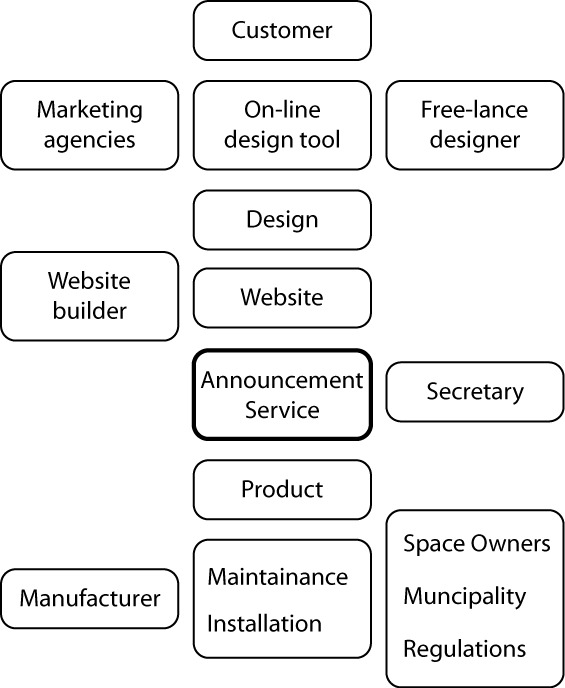 Customer
Marketing
agencies
On-line
design tool
Free-lance
designer
Design
Website
builder
Website
Announcement
Service
Secretary
Product
Manufacturer
Maintainance
Installation
Space Owners
Muncipality
Regulations